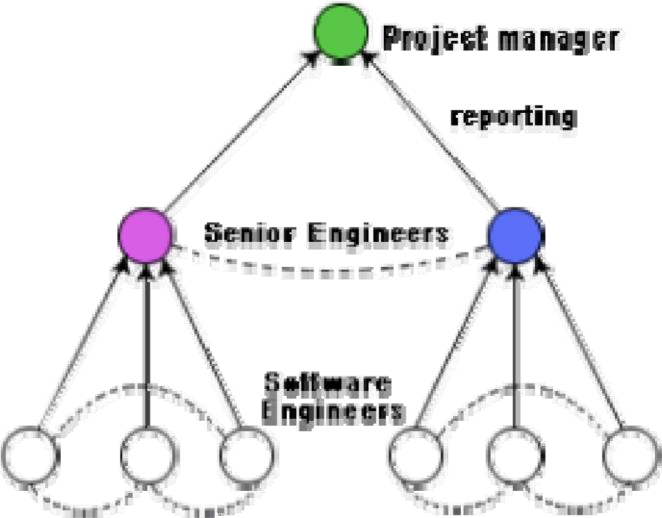 Project manager
reporting
Senior Engineers
Software
Engineers